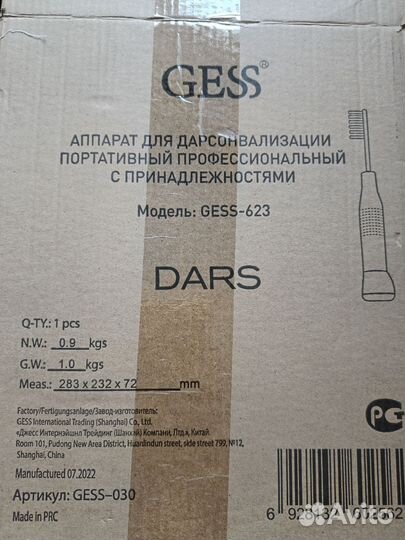 GESS®
АППАРАТ ДЛЯ ДАРСОНВАЛИЗАЦИИ
ПОРТАТИВНЫЙ ПРОФЕССИОНАЛЬНЫЙ
С ПРИНАДЛЕЖНОСТЯМИ
Модель: GESS-623
DARS
Q-TY.: 1 pcs
N.W.: 0.9 kgs
G.W.: 1.0 kgs
Meas.: 283 x 232 x 72 mm
Factory/Fertigungsanlage/Завод-изготовитель:
GESS International Trading (Shanghai) Co., Ltd.
«Джесс Интернэйшнл Трейдинг (Шанхай) Компани, Лтд.», Китай
Room 101, Pudong New Area District, Huanlindun street, side street 799, №12,
Shanghai, China
Manufactured 07.2022
Артикул: GESS–030
Made in PRC
Avito